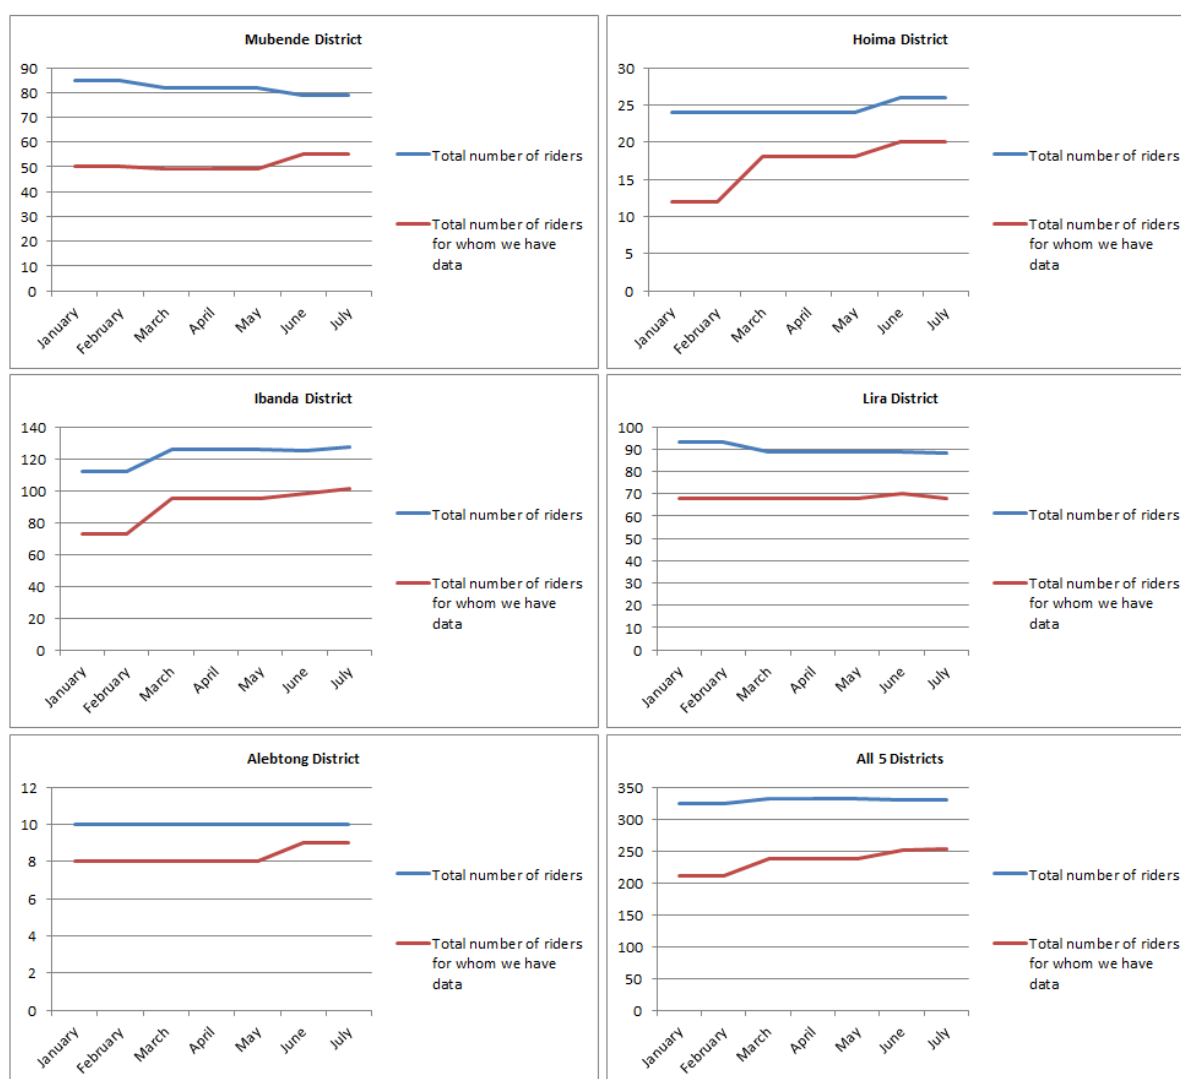 Mubende District
90
80
70
60
50
40
30
20
10
0
January
February
March
April
May
June
July
Total number of riders
Total number of riders
for whom we have
data
Hoima District
30
25
20
15
10
5
0
January
February
March
April
May
June
July
Total number of riders
Total number of riders
for whom we have
data
Ibanda District
140
120
100
80
60
40
20
0
January
February
March
April
May
June
July
Total number of riders
Total number of riders
for whom we have
data
Lira District
100
90
80
70
60
50
40
30
20
10
0
January
February
March
April
May
June
July
Total number of riders
Total number of riders
for whom we have
data
Alebtong District
12
10
8
6
4
2
0
January
February
March
April
May
June
July
Total number of riders
Total number of riders
for whom we have
data
All 5 Districts
350
300
250
200
150
100
50
0
January
February
March
April
May
June
July
Total number of riders
Total number of riders
for whom we have
data